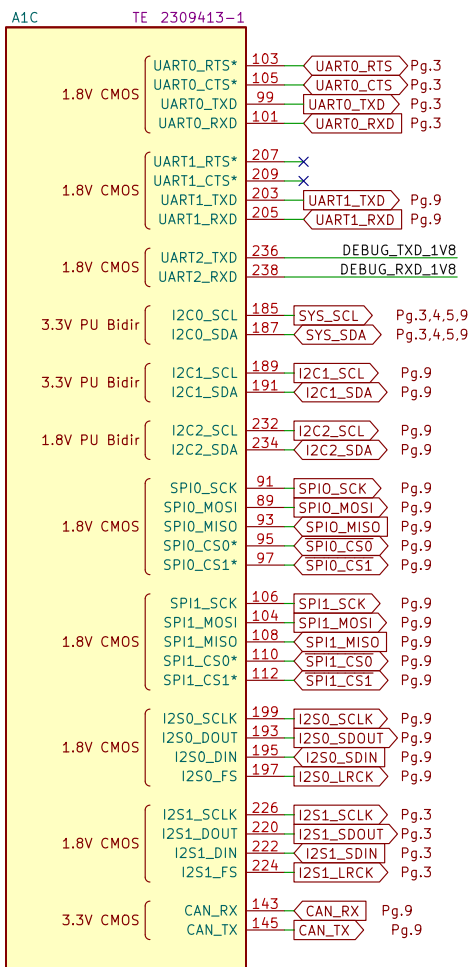 A1C TE 2309413-1
UART0_RTS* 103 UART0_RTS Pg.3
UART0_CTS* 105 UART0_CTS Pg.3
1.8V CMOS
UART0_TXD 99 UART0_TXD Pg.3
UART0_RXD 101 UART0_RXD Pg.3
UART1_RTS* 207
UART1_CTS* 209
1.8V CMOS
UART1_TXD 203 UART1_TXD Pg.9
UART1_RXD 205 UART1_RXD Pg.9
UART2_TXD 236 DEBUG_TXD_1V8
1.8V CMOS
UART2_RXD 238 DEBUG_RXD_1V8
I2C0_SCL 185 SYS_SCL Pg.3,4,5,9
3.3V PU Bidir
I2C0_SDA 187 SYS_SDA Pg.3,4,5,9
I2C1_SCL 189 I2C1_SCL Pg.9
3.3V PU Bidir
I2C1_SDA 191 I2C1_SDA Pg.9
I2C2_SCL 232 I2C2_SCL Pg.9
1.8V PU Bidir
I2C2_SDA 234 I2C2_SDA Pg.9
SPI0_SCK 91 SPI0_SCK Pg.9
SPI0_MOSI 89 SPI0_MOSI Pg.9
1.8V CMOS SPI0_MISO 93 SPI0_MISO Pg.9
SPI0_CS0* 95 SPI0_CS0 Pg.9
SPI0_CS1* 97 SPI0_CS1 Pg.9
SPI1_SCK 106 SPI1_SCK Pg.9
SPI1_MOSI 104 SPI1_MOSI Pg.9
1.8V CMOS SPI1_MISO 108 SPI1_MISO Pg.9
SPI1_CS0* 110 SPI1_CS0 Pg.9
SPI1_CS1* 112 SPI1_CS1 Pg.9
I2S0_SCLK 199 I2S0_SCLK Pg.9
I2S0_DOUT 193 I2S0_SDOUT Pg.9
1.8V CMOS
I2S0_DIN 195 I2S0_SDIN Pg.9
I2S0_FS 197 I2S0_LRCK Pg.9
I2S1_SCLK 226 I2S1_SCLK Pg.3
I2S1_DOUT 220 I2S1_SDOUT Pg.3
1.8V CMOS
I2S1_DIN 222 I2S1_SDIN Pg.3
I2S1_FS 224 I2S1_LRCK Pg.3
CAN_RX 143 CAN_RX Pg.9
3.3V CMOS
CAN_TX 145 CAN_TX Pg.9